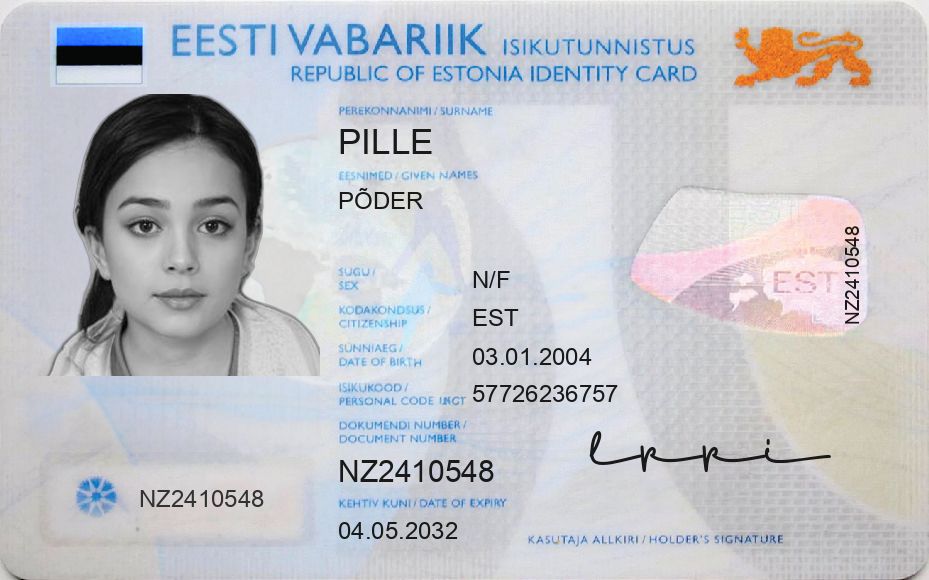 EESTI VABARIIK ISIKUTUNNISTUS
REPUBLIC OF ESTONIA IDENTITY CARD
PEREKONNANIMI / SURNAME
PILLE
EESNIMED / GIVEN NAMES
PÕDER
SUGU /
SEX
N/F
KODAKONDSUS /
CITIZENSHIP
EST
SÜNNIAEG /
DATE OF BIRTH
03.01.2004
ISIKUKOOD /
PERSONAL CODE
57726236757
DOKUMENDI NUMBER /
DOCUMENT NUMBER
NZ2410548
KEHTIV KUNI / DATE OF EXPIRY
04.05.2032
NZ2410548
EST
NZ2410548
KASUTAJA ALLKIRI / HOLDER'S SIGNATURE